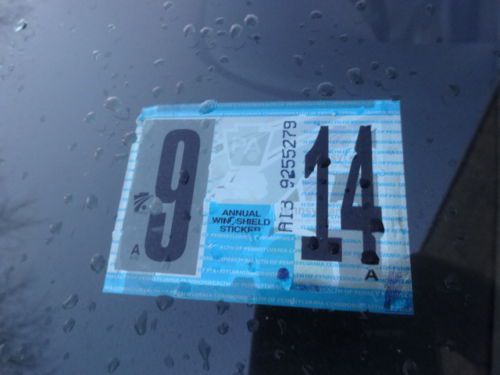 9
A
PA
ANNUAL
WINDSHIELD
STICKER
AI3 9255279
14
A